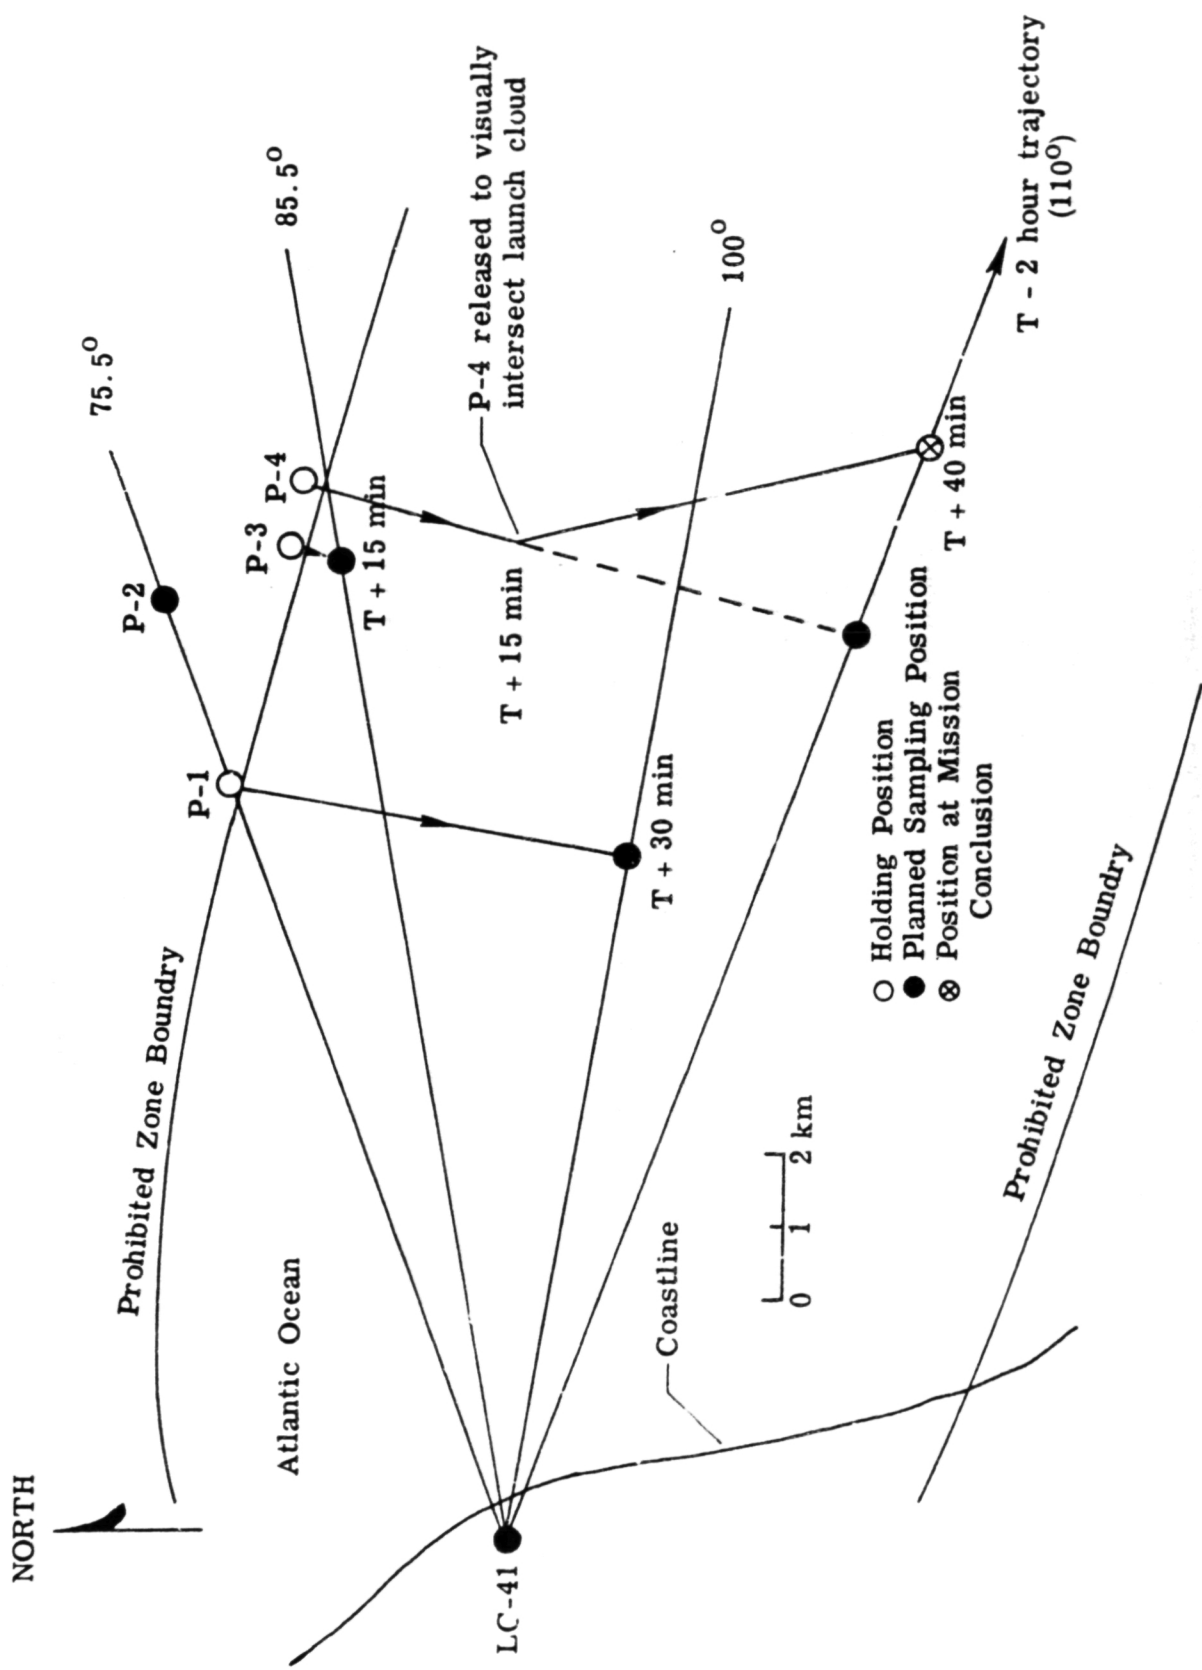 NORTH
Prohibited Zone Boundry
Atlantic Ocean
LC-41
Coastline
0 1 2 km
P-1
P-2
P-3
P-4
75.5°
85.5°
T + 15 min
P-4 released to visually
intersect launch cloud
T + 15 min
100°
T + 30 min
T + 40 min
T - 2 hour trajectory
(110°)
Holding Position
Planned Sampling Position
Position at Mission
Conclusion
Prohibited Zone Boundry